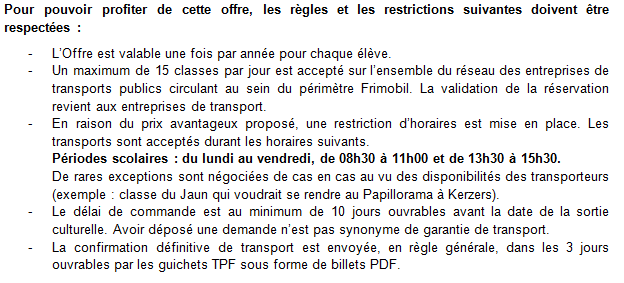 Pour pouvoir profiter de cette offre, les règles et les restrictions suivantes doivent être
respectées :
- L'Offre est valable une fois par année pour chaque élève.
- Un maximum de 15 classes par jour est accepté sur l'ensemble du réseau des entreprises de
transports publics circulant au sein du périmètre Frimobil. La validation de la réservation
revient aux entreprises de transport.
- En raison du prix avantageux proposé, une restriction d'horaires est mise en place. Les
transports sont acceptés durant les horaires suivants.
Périodes scolaires : du lundi au vendredi, de 08h30 à 11h00 et de 13h30 à 15h30.
De rares exceptions sont négociées de cas en cas au vu des disponibilités des transporteurs
(exemple : classe du Jaun qui voudrait se rendre au Papillorama à Kerzers).
- Le délai de commande est au minimum de 10 jours ouvrables avant la date de la sortie
culturelle. Avoir déposé une demande n'est pas synonyme de garantie de transport.
- La confirmation définitive de transport est envoyée, en règle générale, dans les 3 jours
ouvrables par les guichets TPF sous forme de billets PDF.